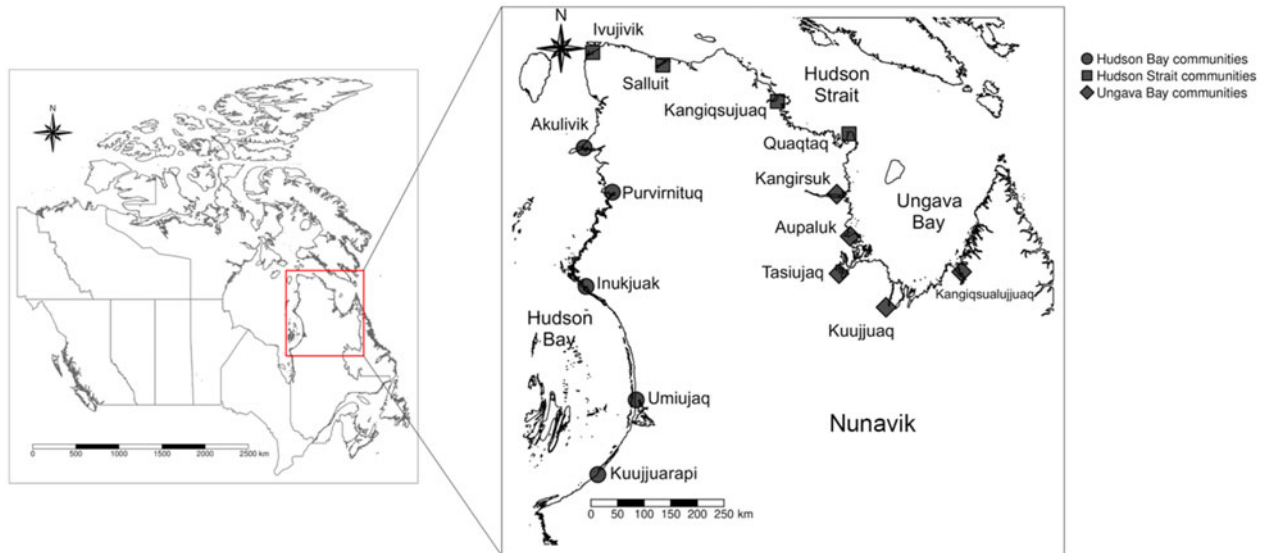 N
0 500 1000 1500 2000 2500 km
N
Ivujivik
Salluit
Hudson
Strait
Kangiqsujuaq
Akulivik
Quaqtaq
Purvirnituq
Kangirsuk
Ungava
Bay
Aupaluk
Tasiujaq
Inukjuak
Kangiqsualujjuaq
Kuujjuaq
Hudson
Bay
Umiujaq
Nunavik
Kuujjuarapi
0 50 100 150 200 250 km
Hudson Bay communities
Hudson Strait communities
Ungava Bay communities